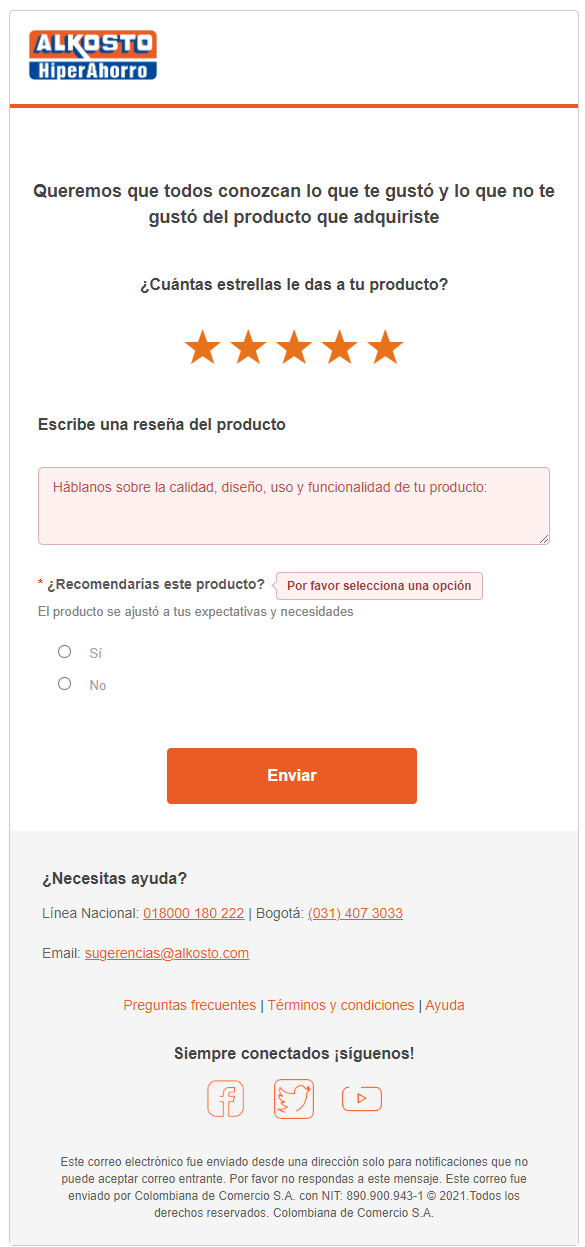 ALKOSTO
HiperAhorro
Queremos que todos conozcan lo que te gustó y lo que no te
gustó del producto que adquiriste
¿Cuántas estrellas le das a tu producto?
Escribe una reseña del producto
Háblanos sobre la calidad, diseño, uso y funcionalidad de tu producto:
* ¿Recomendarías este producto? Por favor selecciona una opción
El producto se ajustó a tus expectativas y necesidades
Sí
No
Enviar
¿Necesitas ayuda?
Línea Nacional: 018000 180 222 | Bogotá: (031) 407 3033
Email: sugerencias@alkosto.com
Preguntas frecuentes | Términos y condiciones | Ayuda
Siempre conectados ¡síguenos!
Este correo electrónico fue enviado desde una dirección solo para notificaciones que no
puede aceptar correo entrante. Por favor no respondas a este mensaje. Este correo fue
enviado por Colombiana de Comercio S.A. con NIT: 890.900.943-1 © 2021.Todos los
derechos reservados. Colombiana de Comercio S.A.